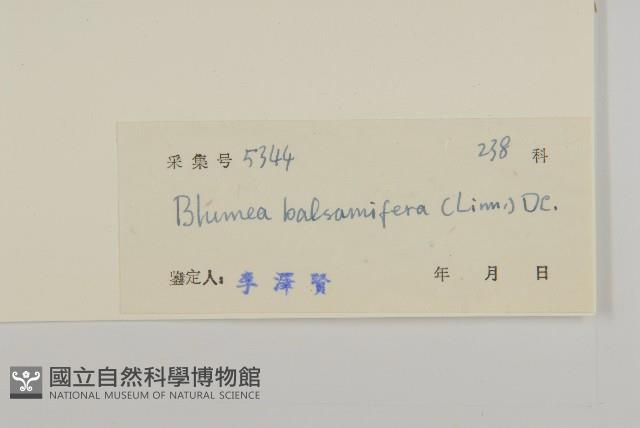 采集号 5344 238 科
Blumea balsamifera (Linn.) DC.
鉴定人: 李澤賢 年 月 日
國立自然科學博物館
NATIONAL MUSEUM OF NATURAL SCIENCE